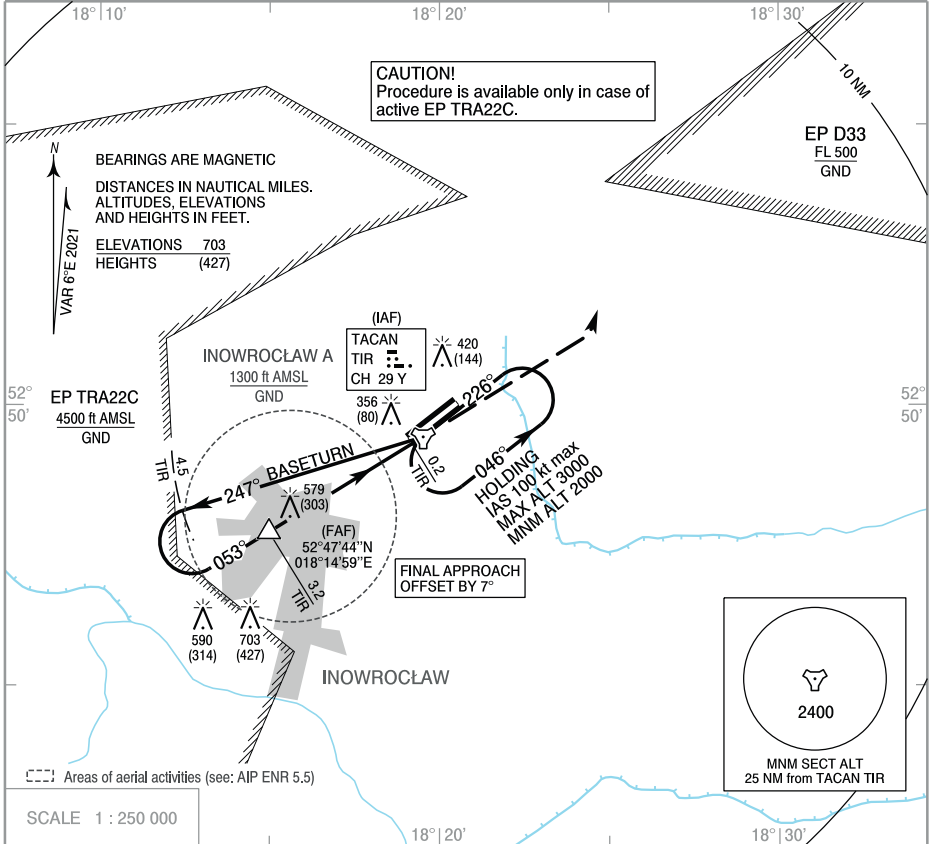 18° 10'
18° 20'
18° 30'
CAUTION!
Procedure is available only in case of
active EP TRA22C.
10 NM
EP D33
FL 500
GND
N
VAR 6°E 2021
BEARINGS ARE MAGNETIC
DISTANCES IN NAUTICAL MILES.
ALTITUDES, ELEVATIONS
AND HEIGHTS IN FEET.
ELEVATIONS 703
HEIGHTS (427)
(IAF)
TACAN
TIR
CH 29 Y
420
(144)
INOWROCŁAW A
1300 ft AMSL
GND
356
(80)
52°
50'
EP TRA22C
4500 ft AMSL
GND
52°
50'
226°
0.2
TIR
046°
HOLDING
IAS 100 kt max
MAX ALT 3000
MNM ALT 2000
4.5
TIR
247° BASETURN
579
(303)
053°
(FAF)
52°47'44"N
018°14'59"E
3.2
TIR
FINAL APPROACH
OFFSET BY 7°
590
(314)
703
(427)
INOWROCŁAW
2400
MNM SECT ALT
25 NM from TACAN TIR
Areas of aerial activities (see: AIP ENR 5.5)
SCALE 1 : 250 000
18° 20'
18° 30'